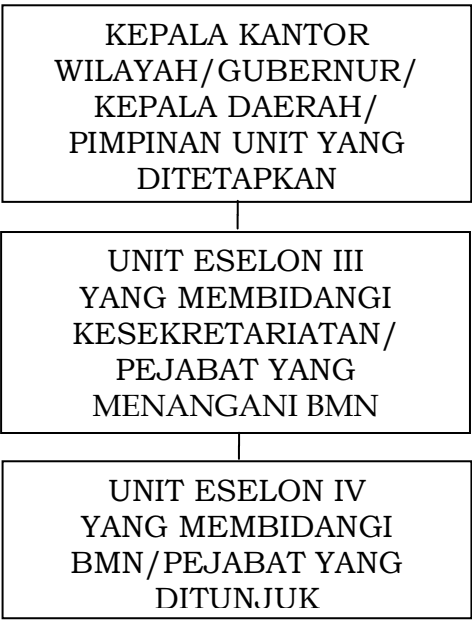 KEPALA KANTOR
WILAYAH/GUBERNUR/
KEPALA DAERAH/
PIMPINAN UNIT YANG
DITETAPKAN
UNIT ESELON III
YANG MEMBIDANGI
KESEKRETARIATAN/
PEJABAT YANG
MENANGANI BMN
UNIT ESELON IV
YANG MEMBIDANGI
BMN/PEJABAT YANG
DITUNJUK